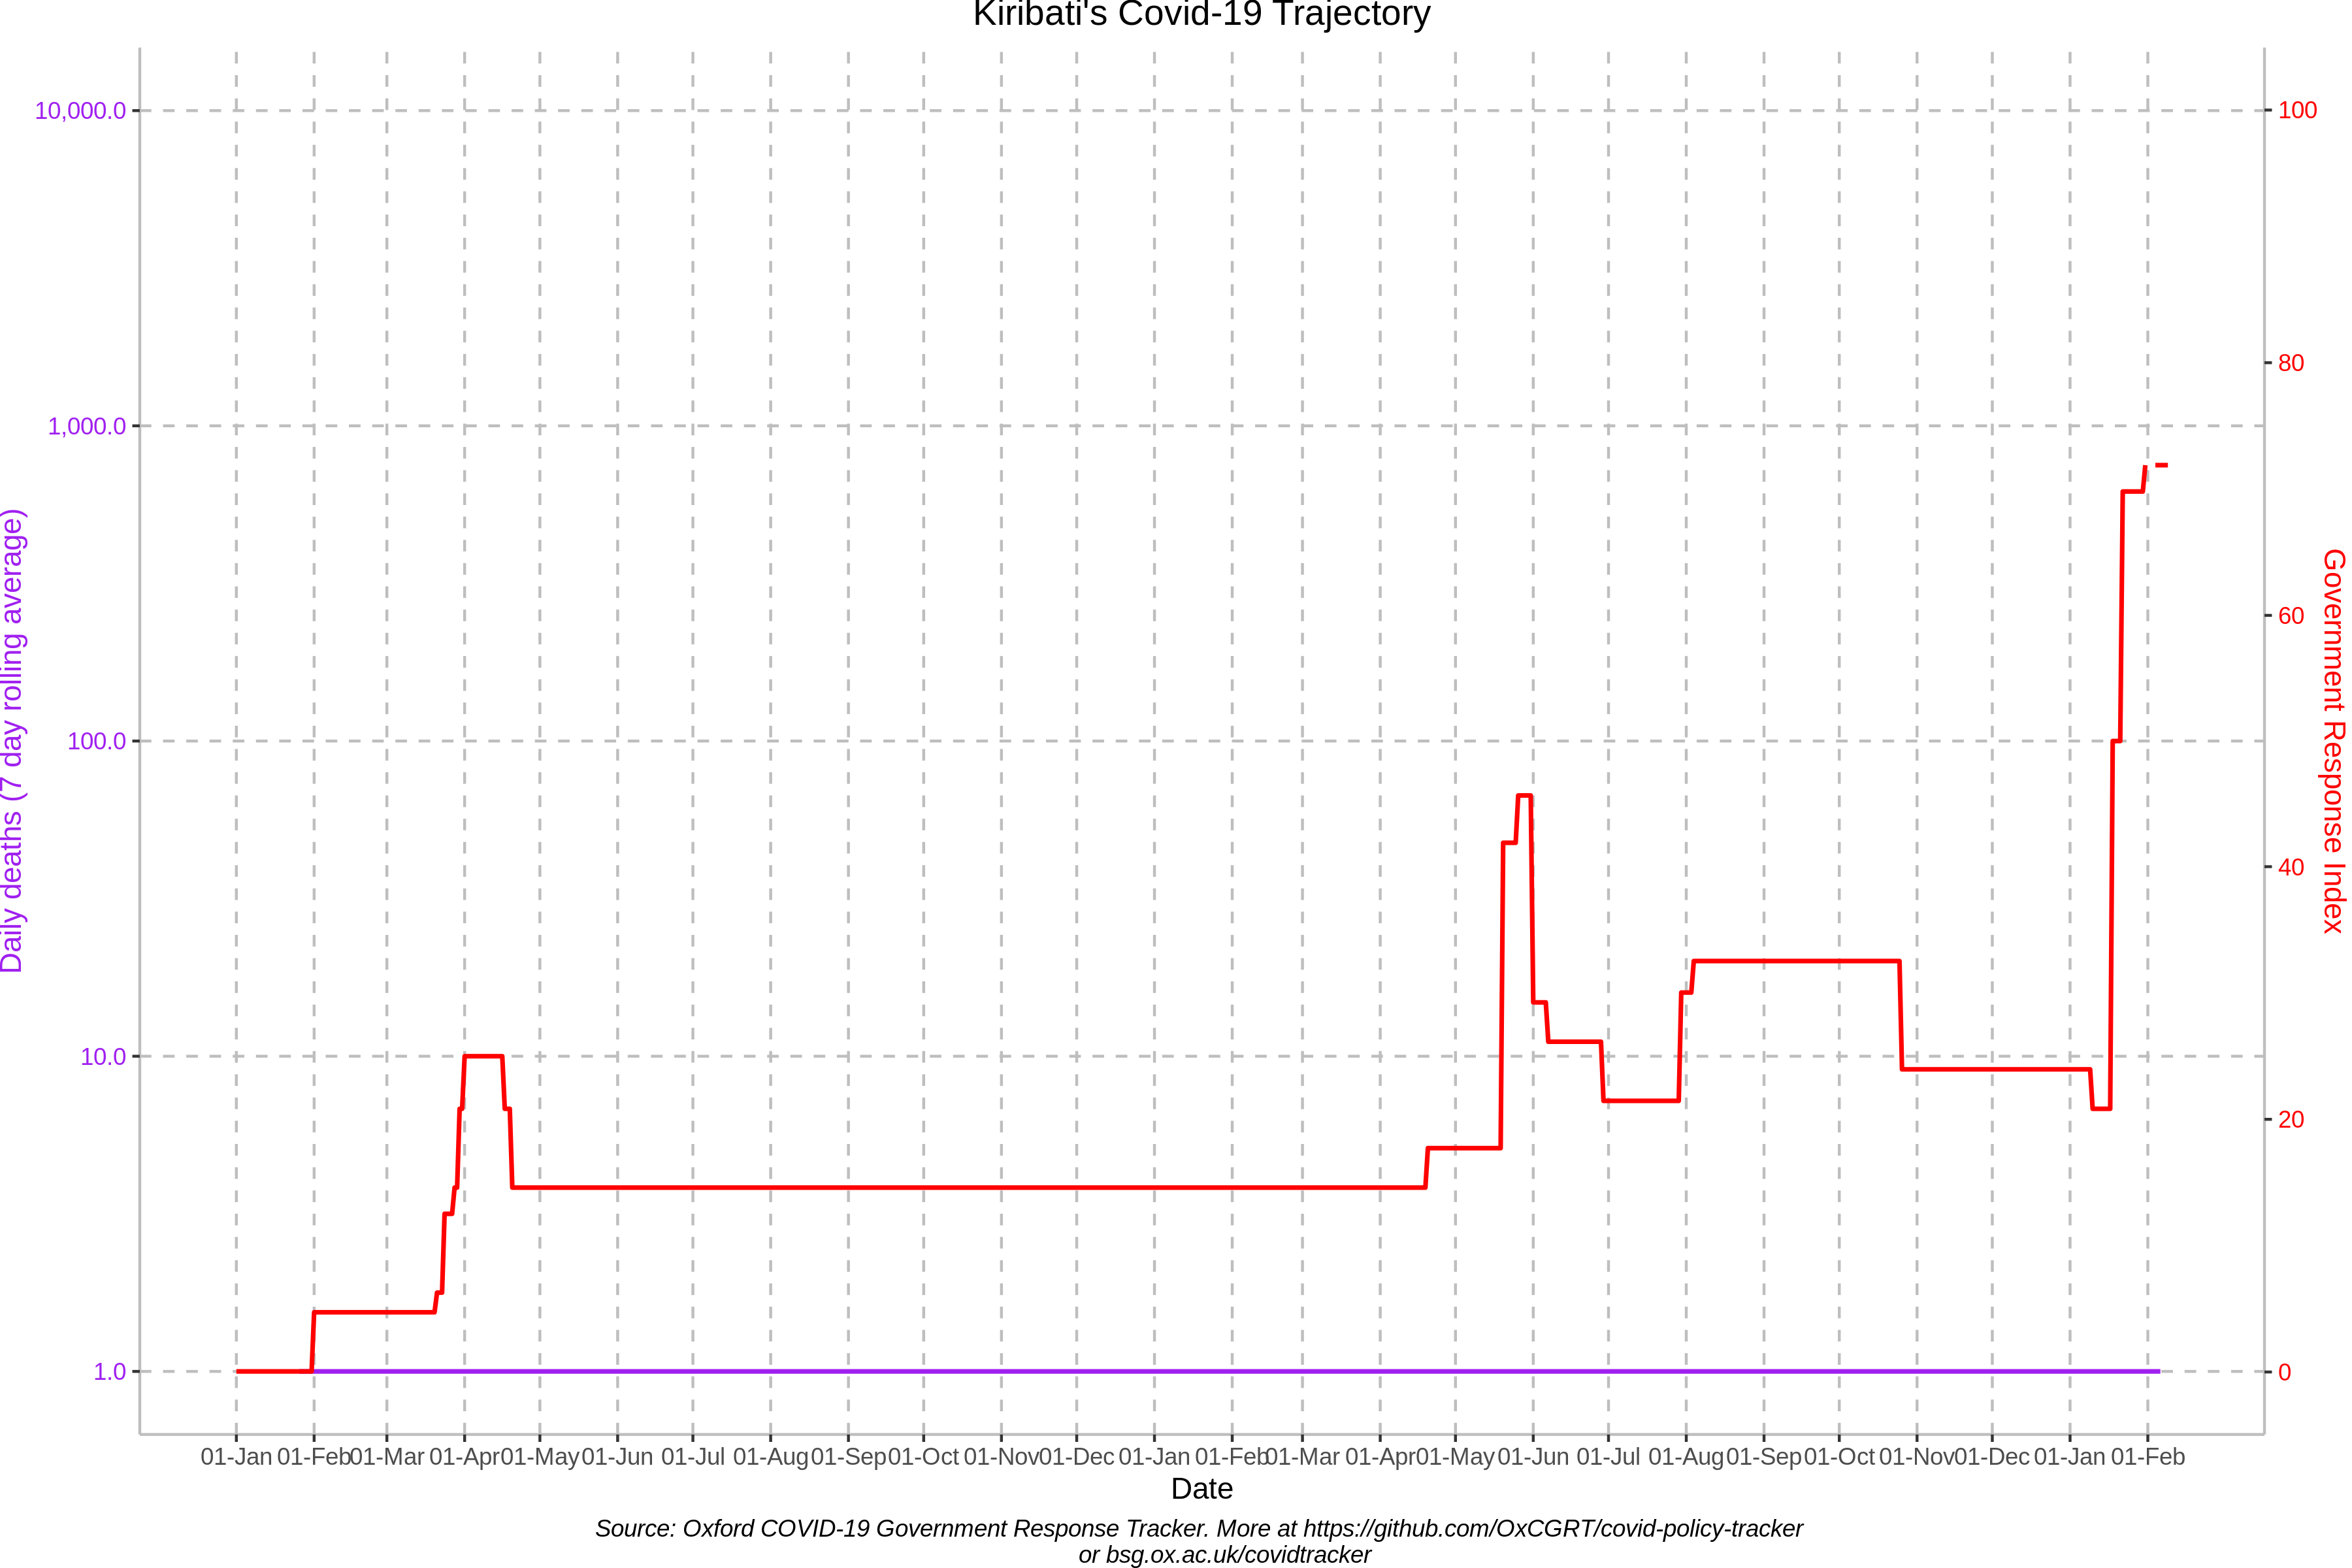 Kiribati's Covid-19 Trajectory
10,000.0
1,000.0
100.0
10.0
1.0
Daily deaths (7 day rolling average)
100
80
60
40
20
0
Government Response Index
01-Jan 01-Feb 01-Mar 01-Apr 01-May 01-Jun 01-Jul 01-Aug 01-Sep 01-Oct 01-Nov 01-Dec 01-Jan 01-Feb 01-Mar 01-Apr 01-May 01-Jun 01-Jul 01-Aug 01-Sep 01-Oct 01-Nov 01-Dec 01-Jan 01-Feb
Date
Source: Oxford COVID-19 Government Response Tracker. More at https://github.com/OxCGRT/covid-policy-tracker
or bsg.ox.ac.uk/covidtracker